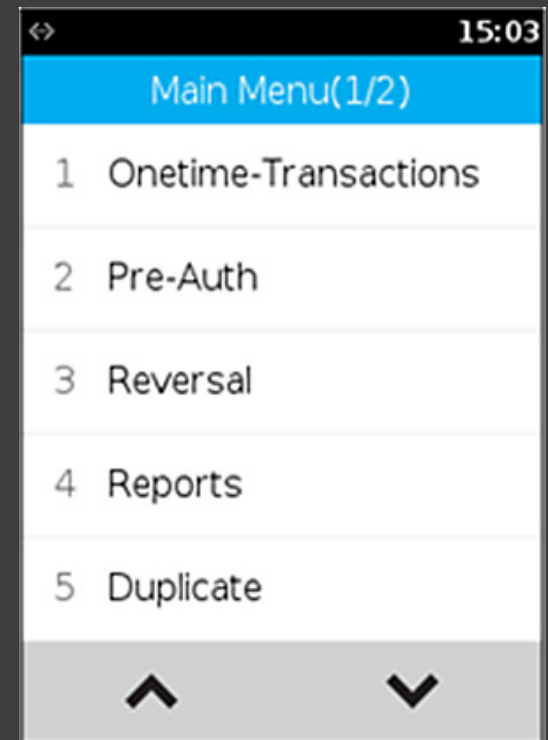 15:03
Main Menu(1/2)
1 Onetime-Transactions
2 Pre-Auth
3 Reversal
4 Reports
5 Duplicate